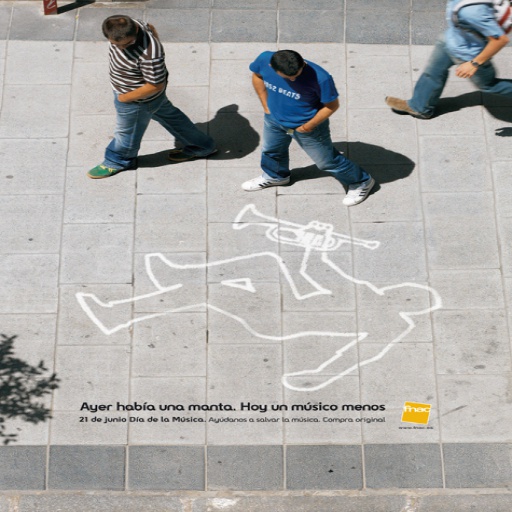 Ayer había una manta. Hoy un músico menos
21 de junio Día de la Música. Ayúdanos a salvar la música. Compra original
fnac
www.fnac.es